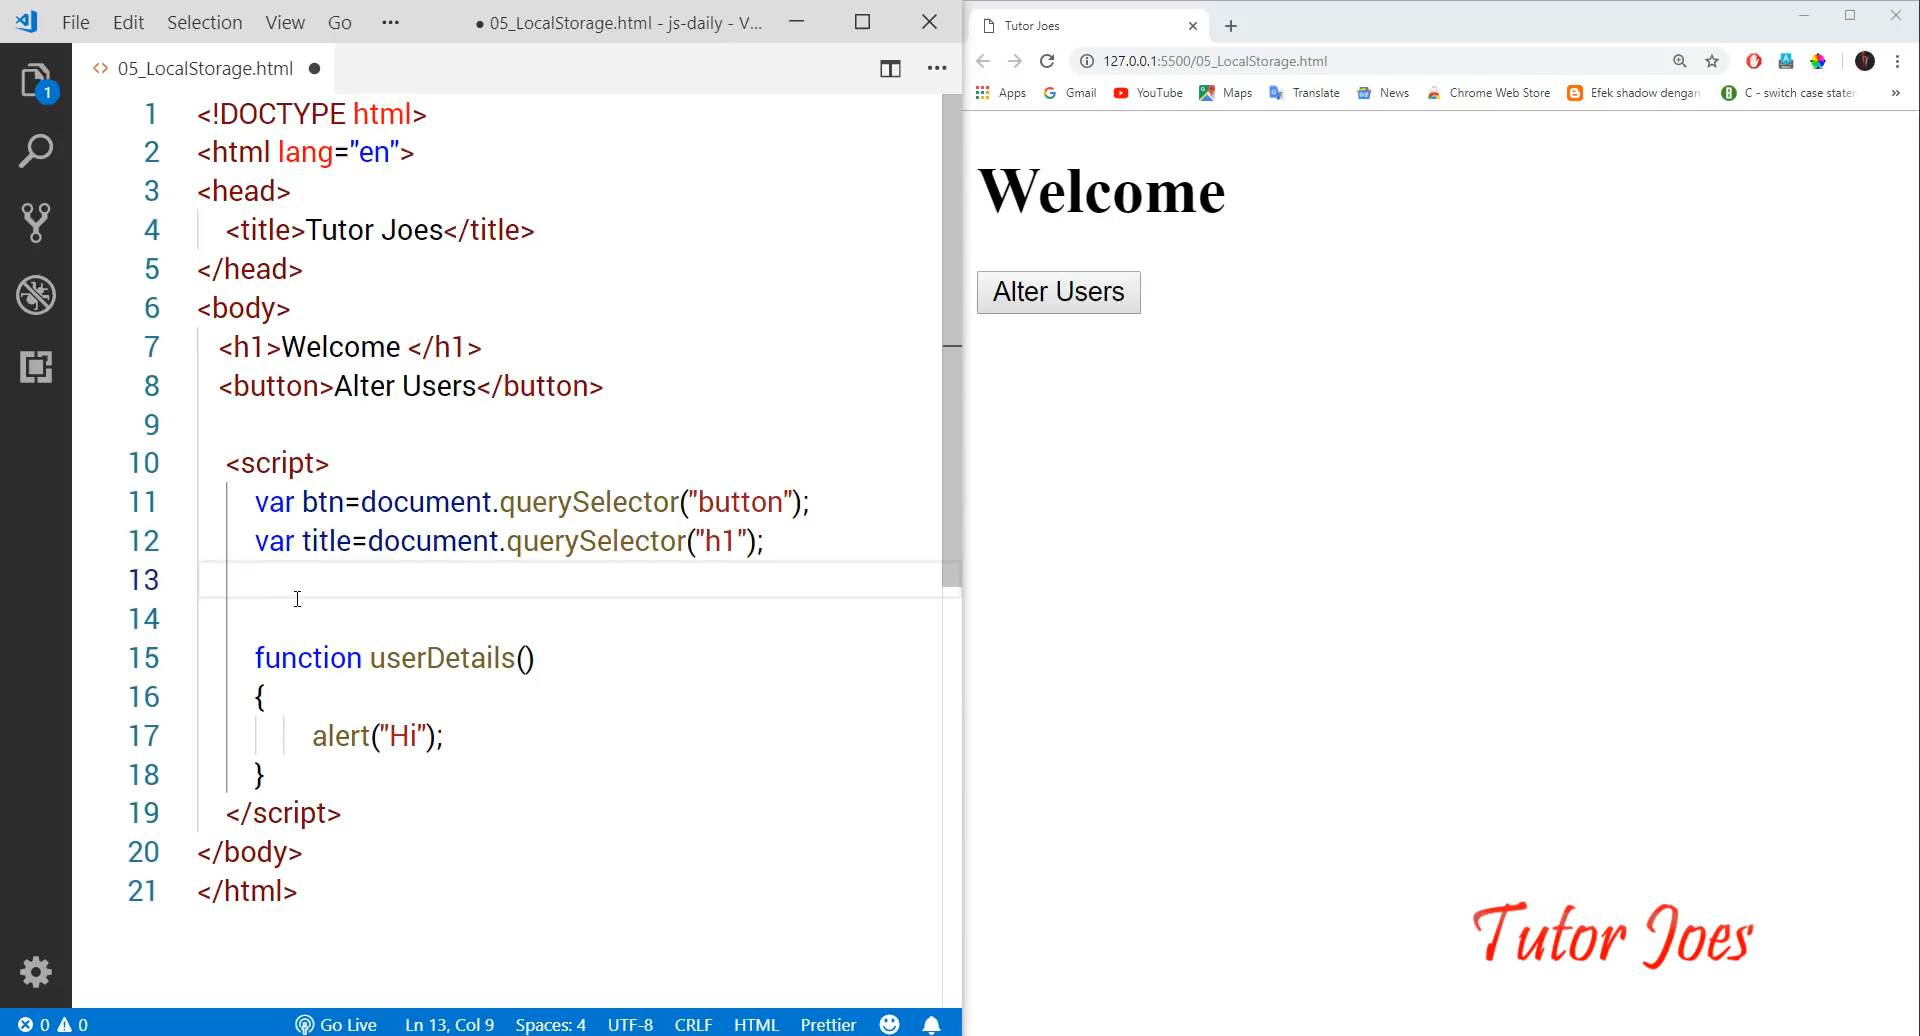 File Edit Selection View Go ••• ● 05_LocalStorage.html - js-daily - V...
05_LocalStorage.html ●
1
1 <!DOCTYPE html>
2 <html lang="en">
3 <head>
4 <title>Tutor Joes</title>
5 </head>
6 <body>
7 <h1>Welcome </h1>
8 <button>Alter Users</button>
9
10 <script>
11 var btn=document.querySelector("button");
12 var title=document.querySelector("h1");
13
14
15 function userDetails()
16 {
17 alert("Hi");
18 }
19 </script>
20 </body>
21 </html>
0 0 Go Live Ln 13, Col 9 Spaces: 4 UTF-8 CRLF HTML Prettier
Tutor Joes
127.0.0.1:5500/05_LocalStorage.html
Apps Gmail YouTube Maps Translate News Chrome Web Store Efek shadow dengan C - switch case stater »
Welcome
Alter Users
Tutor Joes